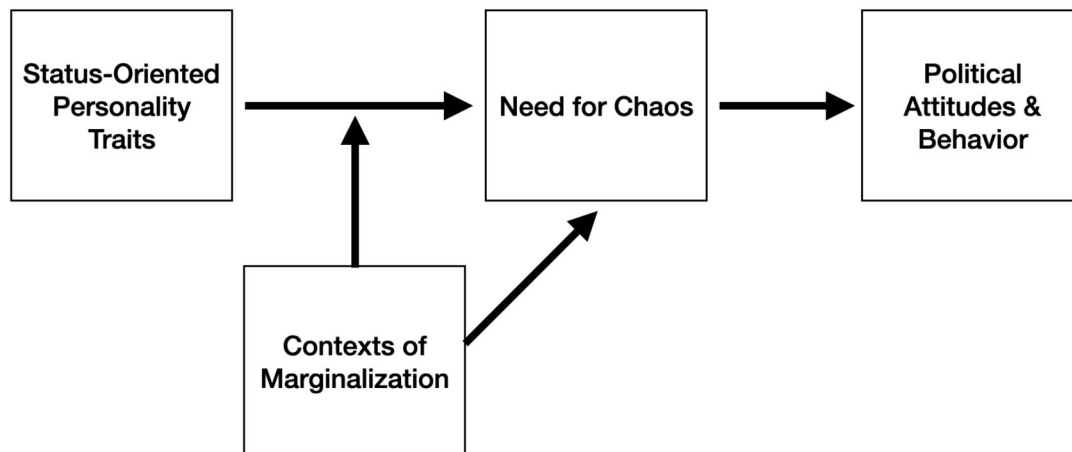 Status-Oriented
Personality
Traits
Need for Chaos
Political
Attitudes &
Behavior
Contexts of
Marginalization